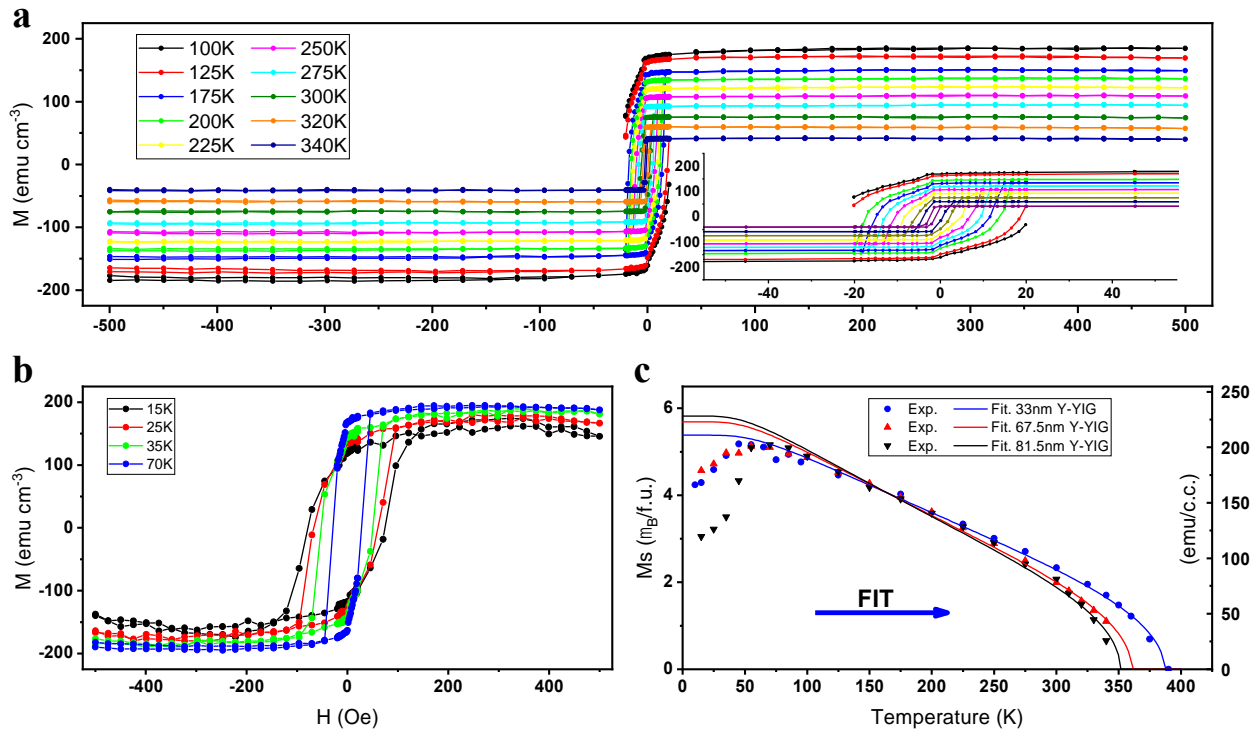 a
M (emu cm⁻³)
200
100
0
-100
-200
100K 250K
125K 275K
175K 300K
200K 320K
225K 340K
200
100
0
-100
-200
-40 -20 0 20 40
-500 -400 -300 -200 -100 0 100 200 300 400 500
b
M (emu cm⁻³)
200
100
0
-100
-200
15K
25K
35K
70K
-400 -200 0 200 400
H (Oe)
c
Ms (mB/f.u.)
6
4
2
0
Exp. Fit. 33nm Y-YIG
Exp. Fit. 67.5nm Y-YIG
Exp. Fit. 81.5nm Y-YIG
FIT
250
200
150
100
50
0
(emu/c.c.)
0 50 100 150 200 250 300 350 400
Temperature (K)